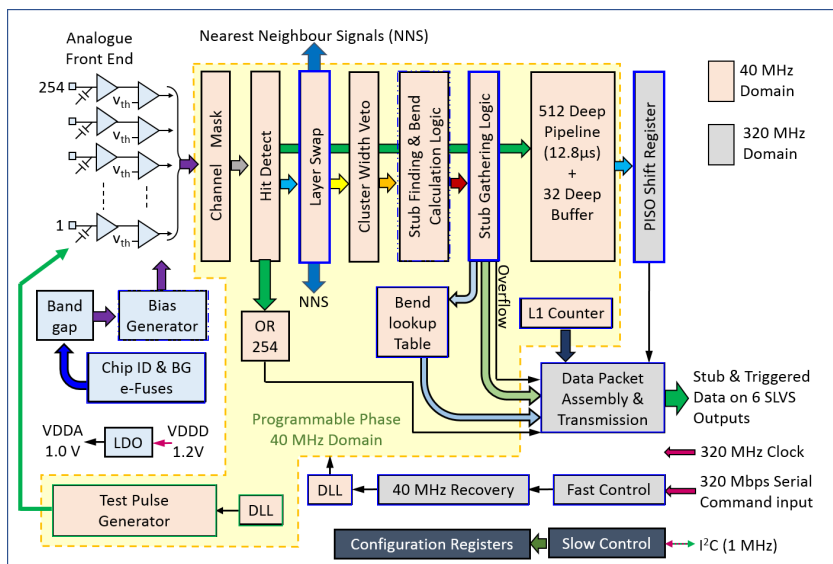 Analogue
Front End
Nearest Neighbour Signals (NNS)
40 MHz
Domain
320 MHz
Domain
254
Vth
Vth
Vth
1
Vth
Channel Mask
Hit Detect
Layer Swap
Cluster Width Veto
Stub Finding & Bend
Calculation Logic
Stub Gathering Logic
512 Deep
Pipeline
(12.8µs)
+
32 Deep
Buffer
PISO Shift Register
NNS
Overflow
Band
gap
Bias
Generator
OR
254
Bend
lookup
Table
L1 Counter
Chip ID & BG
e-Fuses
Data Packet
Assembly &
Transmission
Stub & Triggered
Data on 6 SLVS
Outputs
VDDA
1.0 V
LDO
VDDD
1.2V
Programmable Phase
40 MHz Domain
320 MHz Clock
Test Pulse
Generator
DLL
DLL
40 MHz Recovery
Fast Control
320 Mbps Serial
Command input
Configuration Registers
Slow Control
I²C (1 MHz)